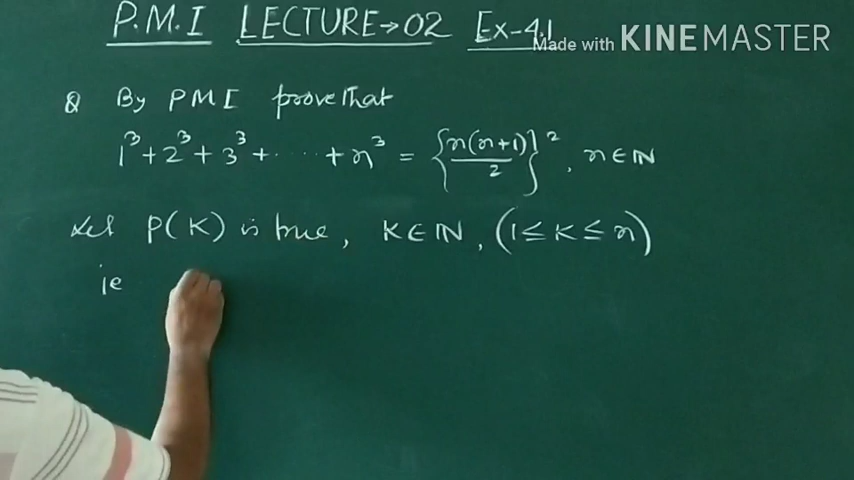 P.M.I LECTURE→02 Ex-4.1
Made with KINEMASTER
Q By PMI prove that
1³+2³+3³+.....+n³ = {n(n+1)/2}², n∈ℕ
Let P(K) is true, K∈ℕ, (1≤K≤n)
ie